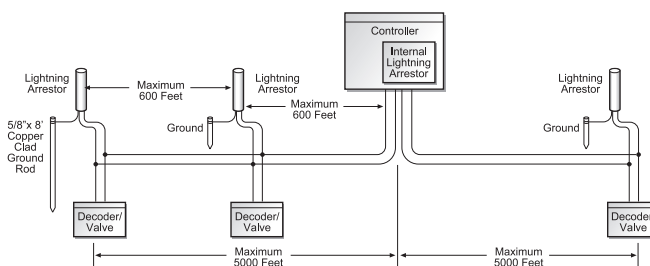 Controller
Internal
Lightning
Arrestor
Lightning
Arrestor
Maximum
600 Feet
Lightning
Arrestor
Maximum
600 Feet
Lightning
Arrestor
5/8"x 8'
Copper
Clad
Ground
Rod
Ground
Ground
Decoder/
Valve
Decoder/
Valve
Decoder/
Valve
Maximum
5000 Feet
Maximum
5000 Feet